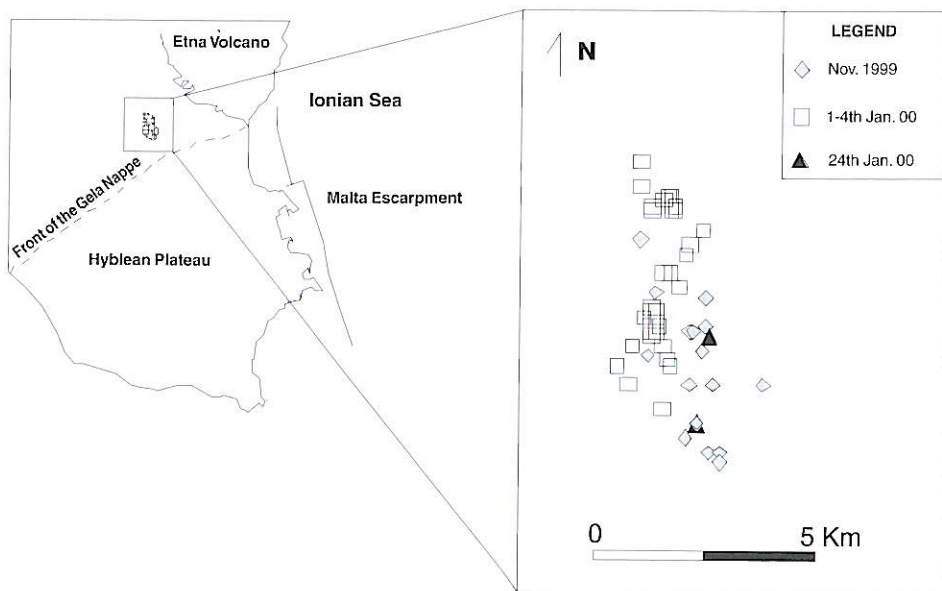 Etna Volcano
Ionian Sea
Malta Escarpment
Front of the Gela Nappe
Hyblean Plateau
N
LEGEND
Nov. 1999
1-4th Jan. 00
24th Jan. 00
0 5 Km